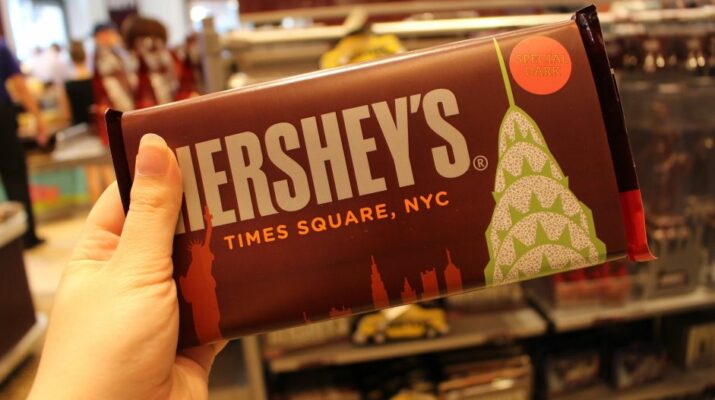 HERSHEY'S®
TIMES SQUARE, NYC
SPECIAL
DARK